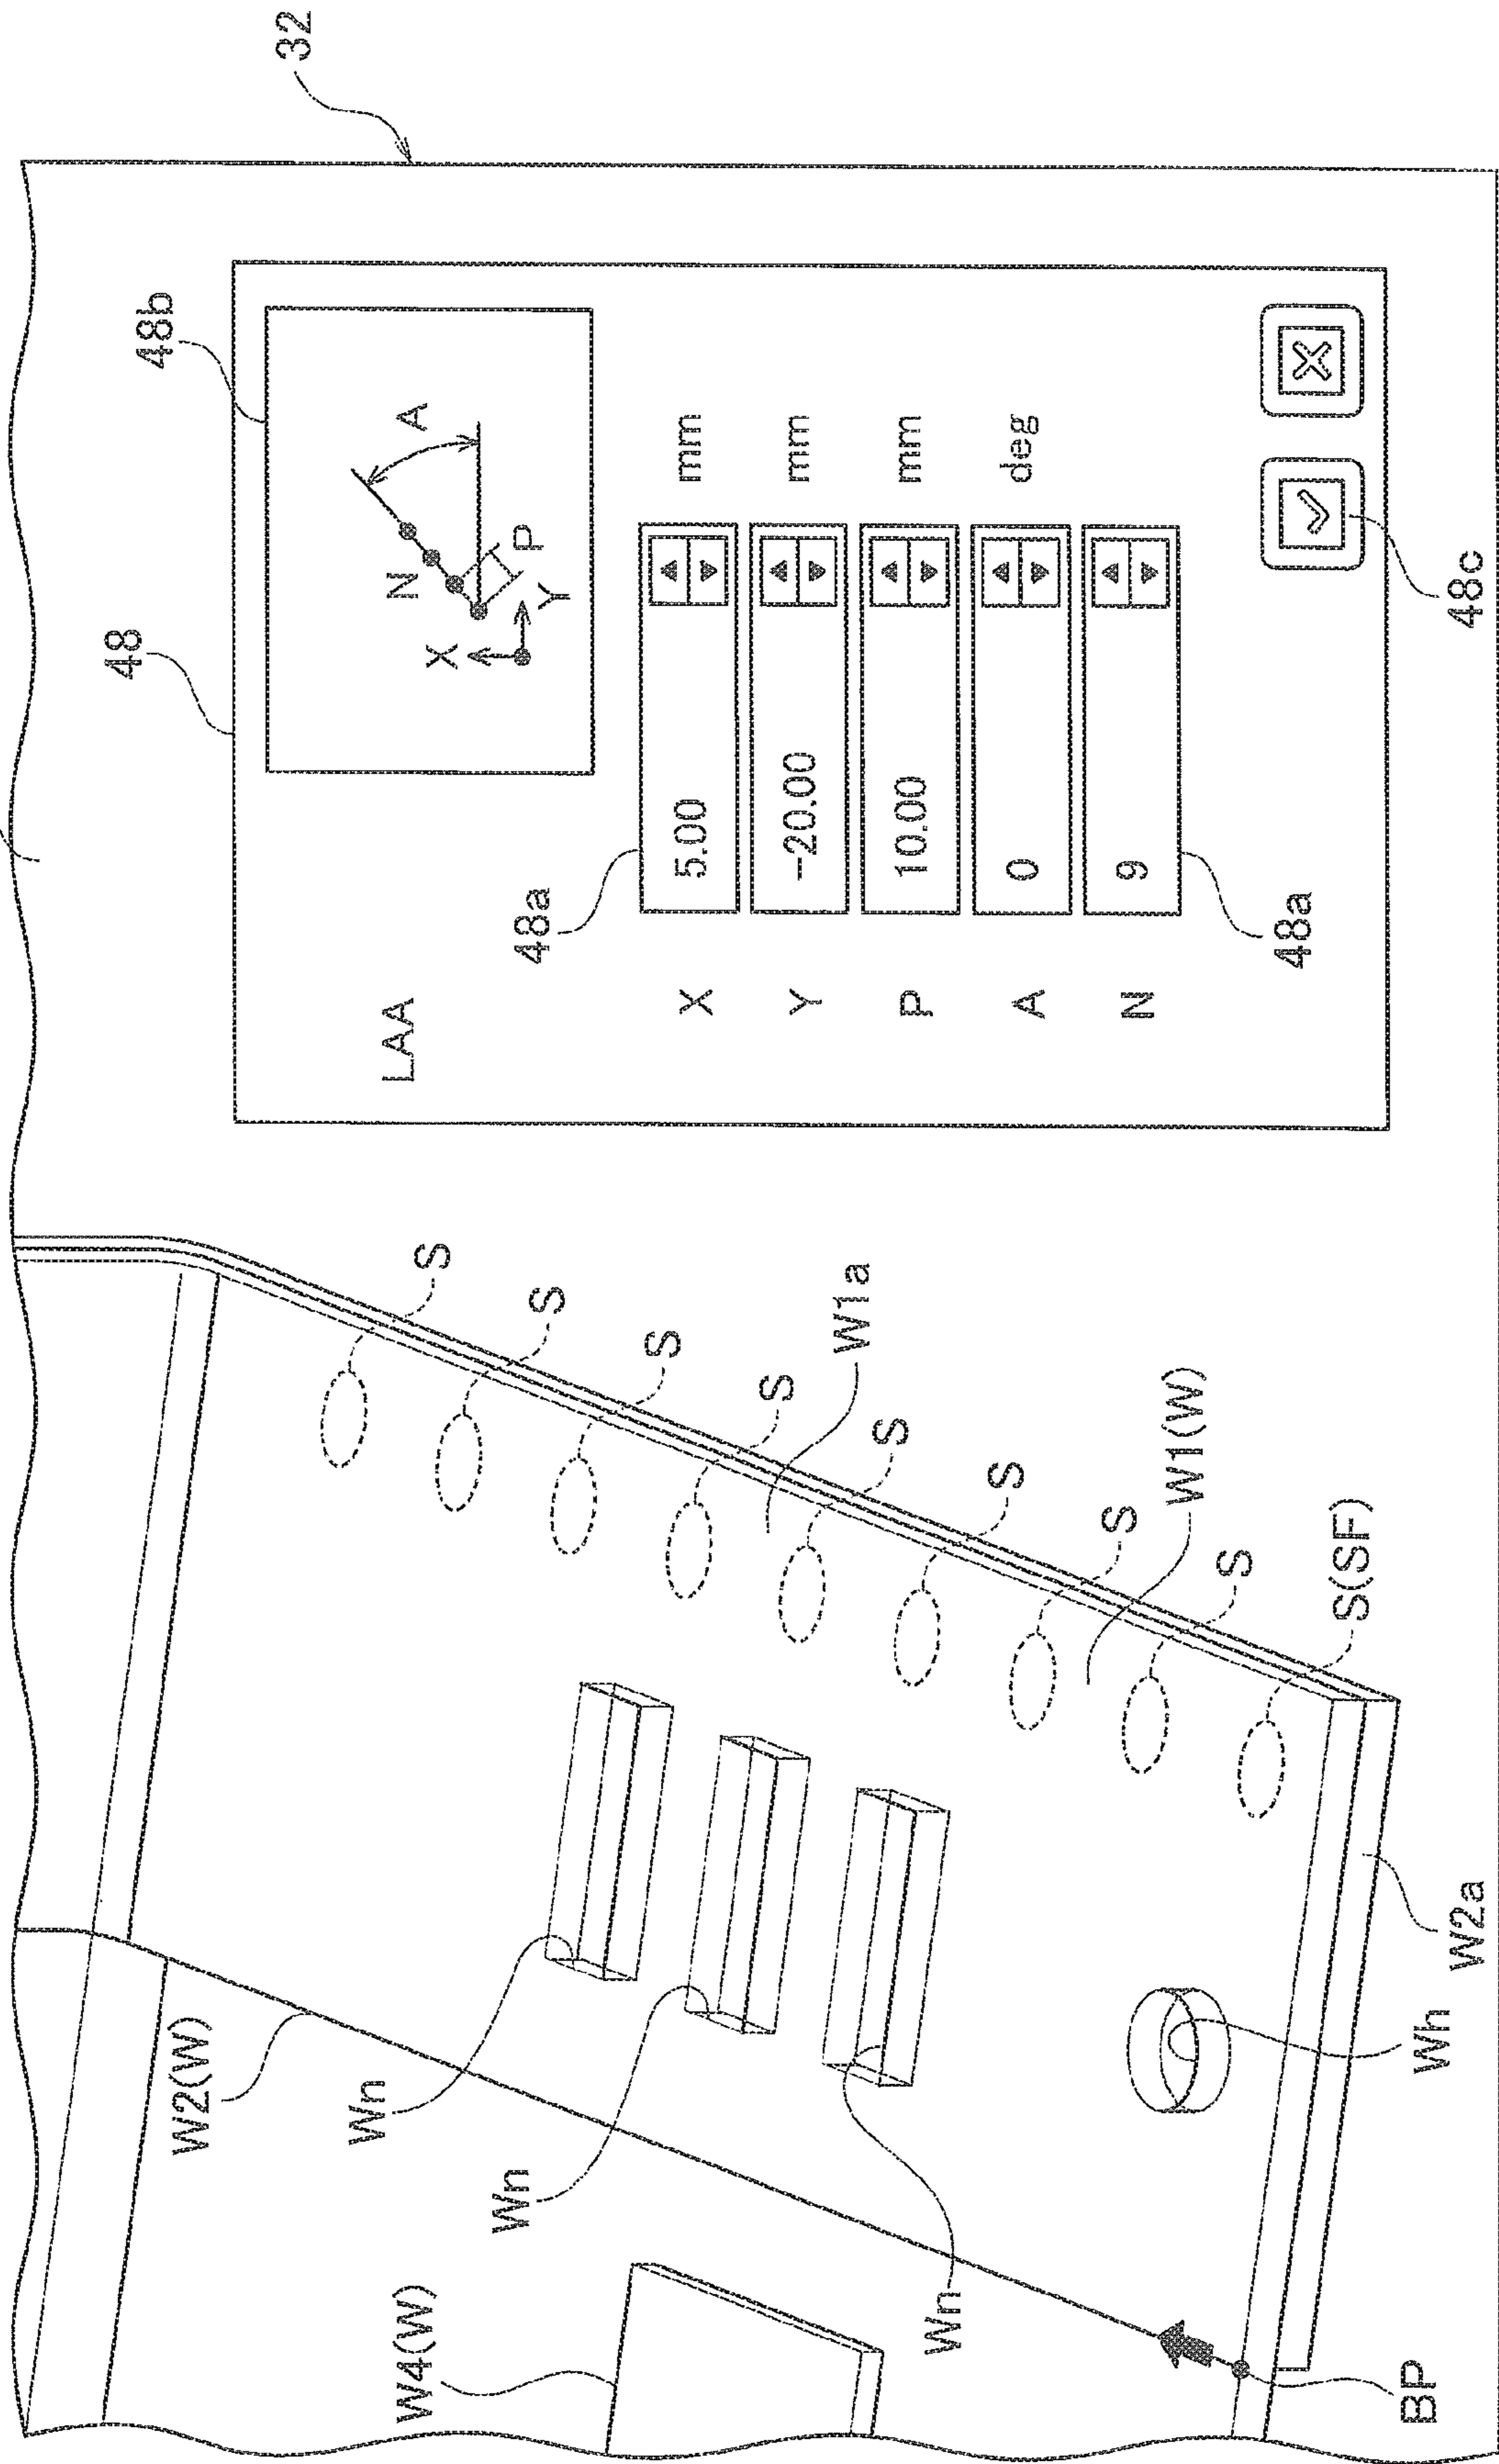 32
48
48b
X
N
A
Y
P
LAA
48a
X 5.00 mm
Y -20.00 mm
P 10.00 mm
A 0 deg
N 9
48a
48c
W2(W)
W4(W)
Wn
Wn
Wn
S
S
S
S
W1a
S
S
S
W1(W)
S
S(SF)
BP
Wh
W2a